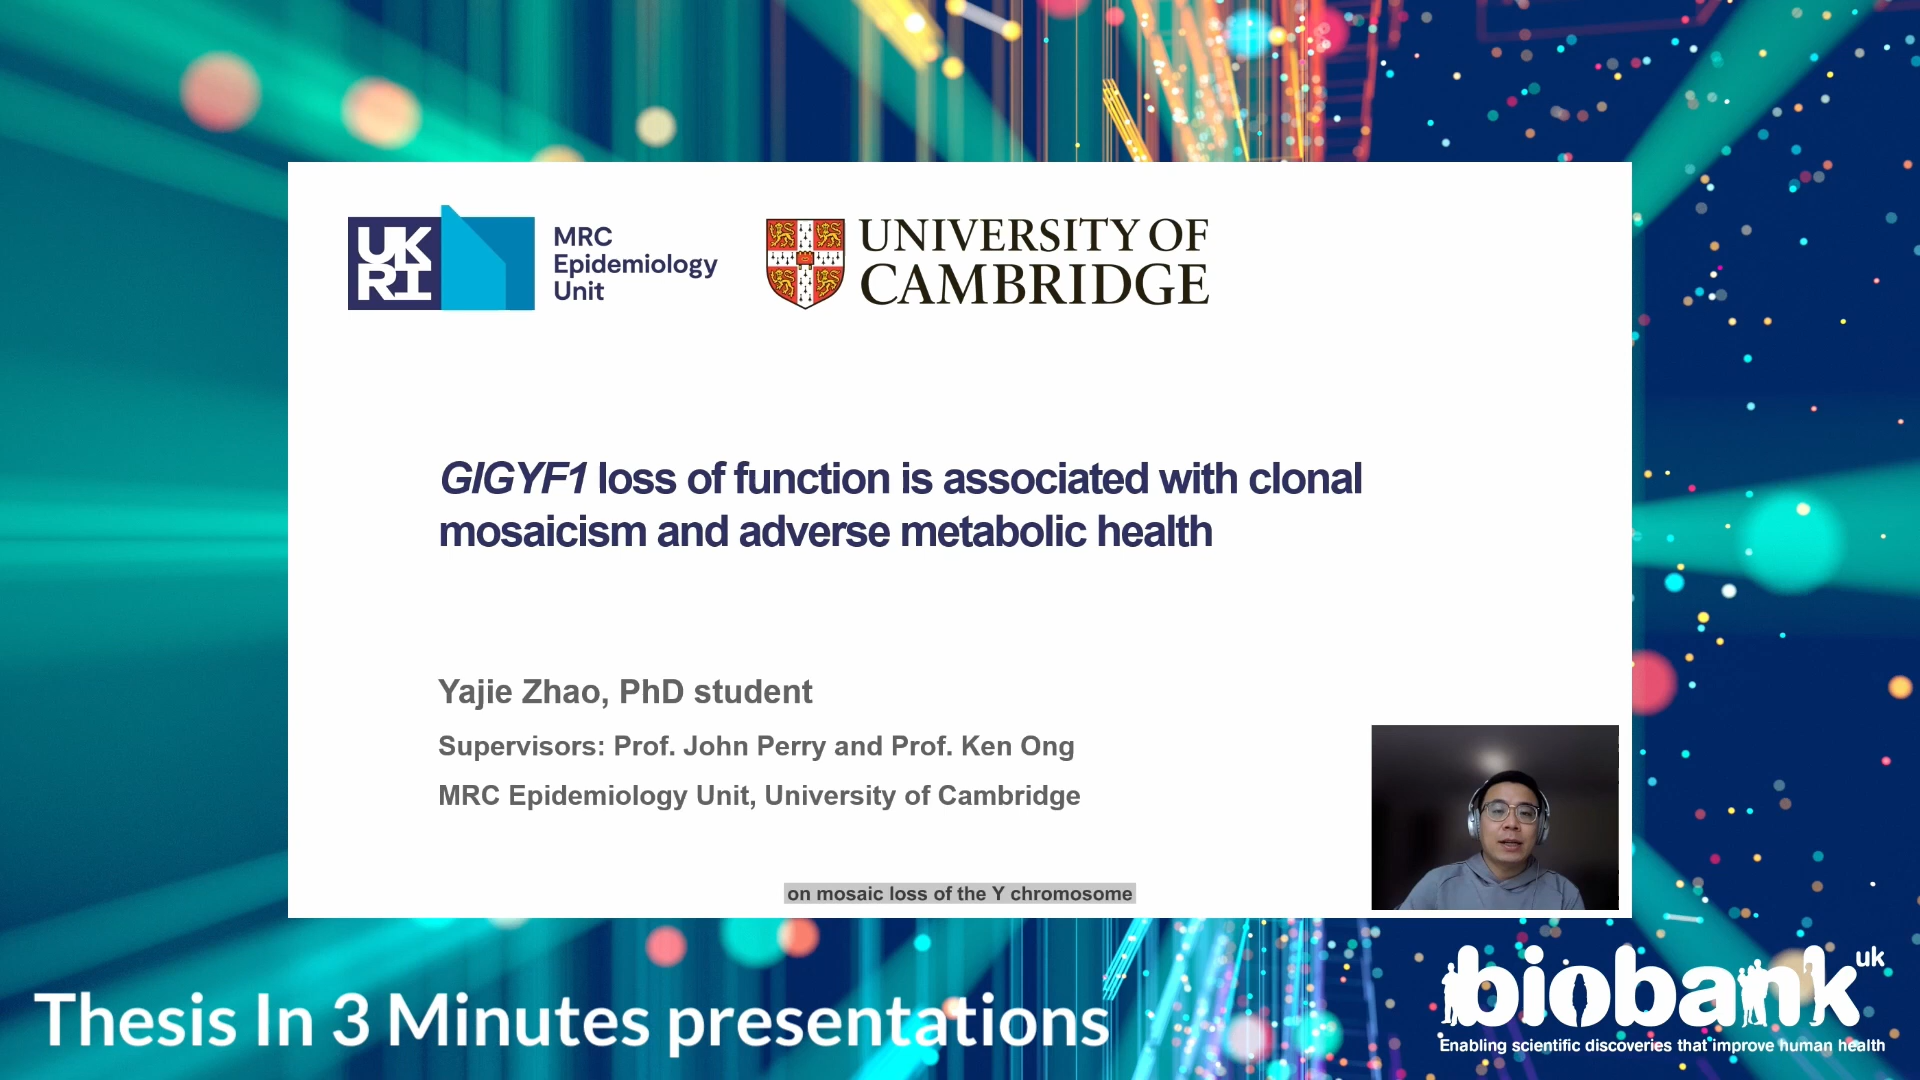 UK
RI
MRC
Epidemiology
Unit
UNIVERSITY OF
CAMBRIDGE
GIGYF1 loss of function is associated with clonal
mosaicism and adverse metabolic health
Yajie Zhao, PhD student
Supervisors: Prof. John Perry and Prof. Ken Ong
MRC Epidemiology Unit, University of Cambridge
on mosaic loss of the Y chromosome
Thesis In 3 Minutes presentations
biobank uk
Enabling scientific discoveries that improve human health